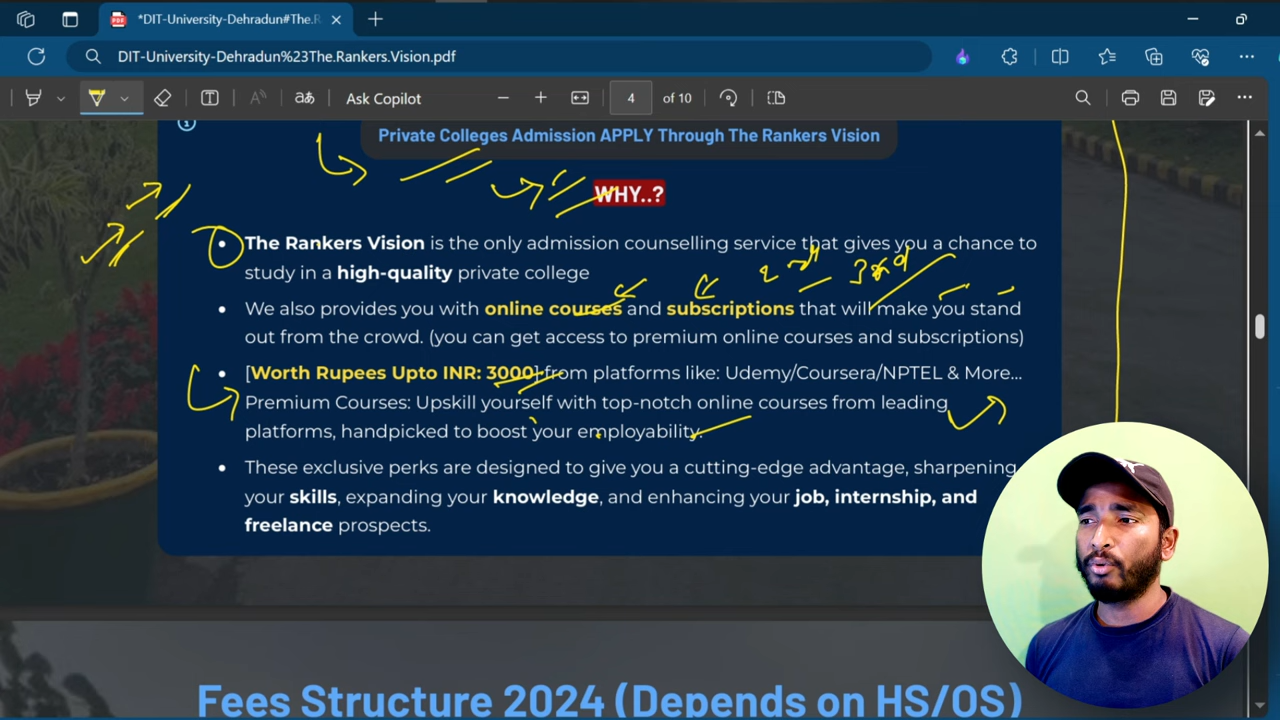 *DIT-University-Dehradun#The.R
DIT-University-Dehradun%23The.Rankers.Vision.pdf
Ask Copilot
4 of 10
Private Colleges Admission APPLY Through The Rankers Vision
WHY..?
The Rankers Vision is the only admission counselling service that gives you a chance to
study in a high-quality private college
2nd 3rd
We also provides you with online courses and subscriptions that will make you stand
out from the crowd. (you can get access to premium online courses and subscriptions)
[Worth Rupees Upto INR: 3000] from platforms like: Udemy/Coursera/NPTEL & More...
Premium Courses: Upskill yourself with top-notch online courses from leading
platforms, handpicked to boost your employability.
These exclusive perks are designed to give you a cutting-edge advantage, sharpening
your skills, expanding your knowledge, and enhancing your job, internship, and
freelance prospects.
Fees Structure 2024 (Depends on HS/OS)